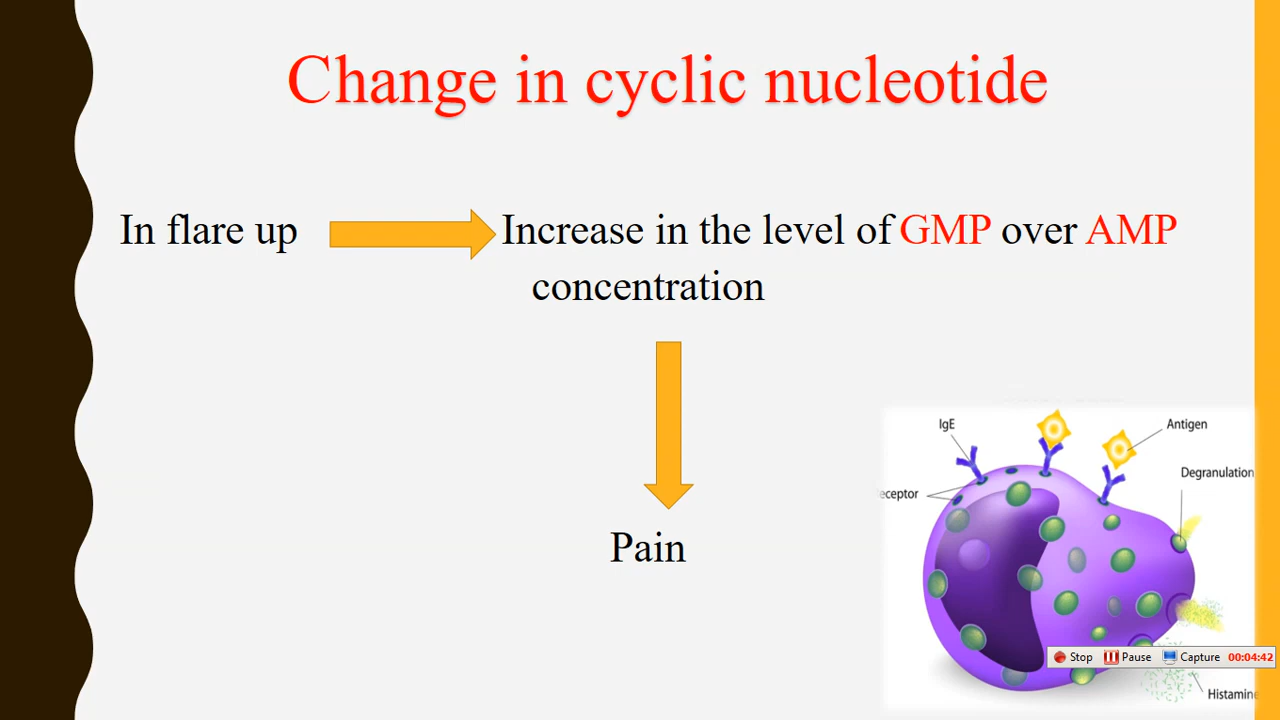 Change in cyclic nucleotide
In flare up
Increase in the level of GMP over AMP
concentration
Pain
IgE
Antigen
Degranulation
eceptor
Stop Pause Capture 00:04:42
Histamine